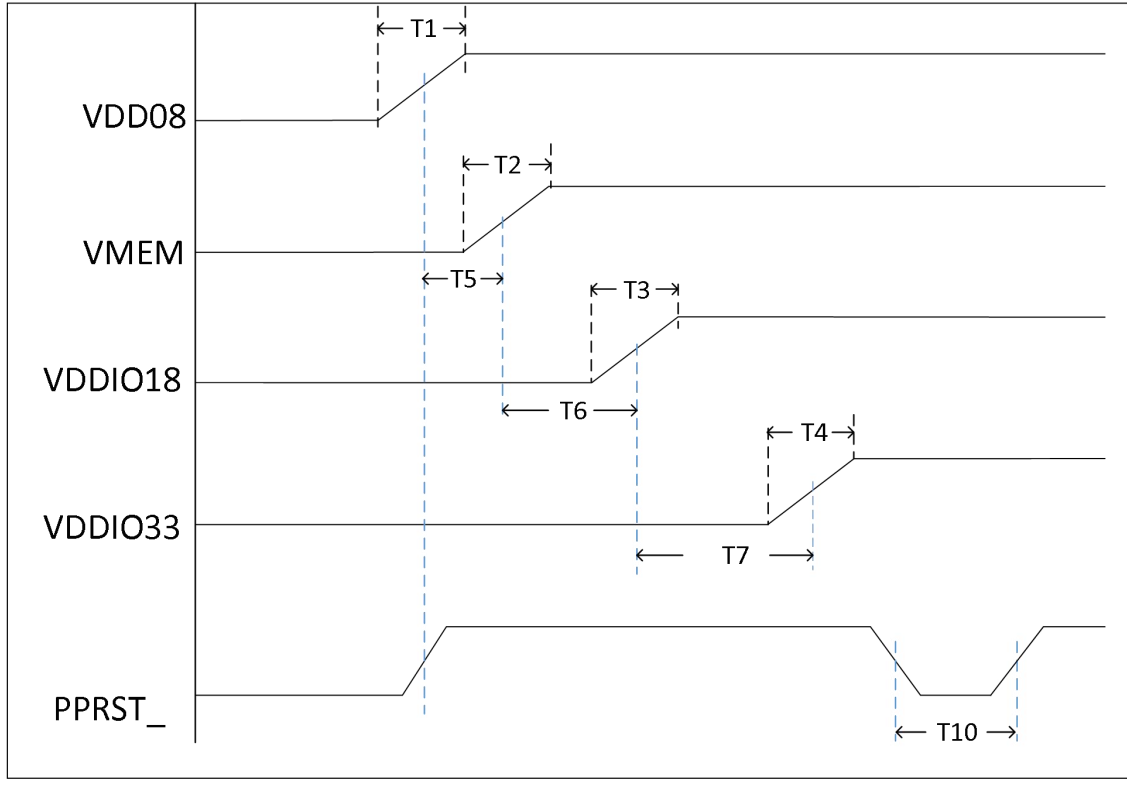 T1
VDD08
T2
VMEM
T5
T3
VDDIO18
T6
T4
VDDIO33
T7
PPRST_
T10